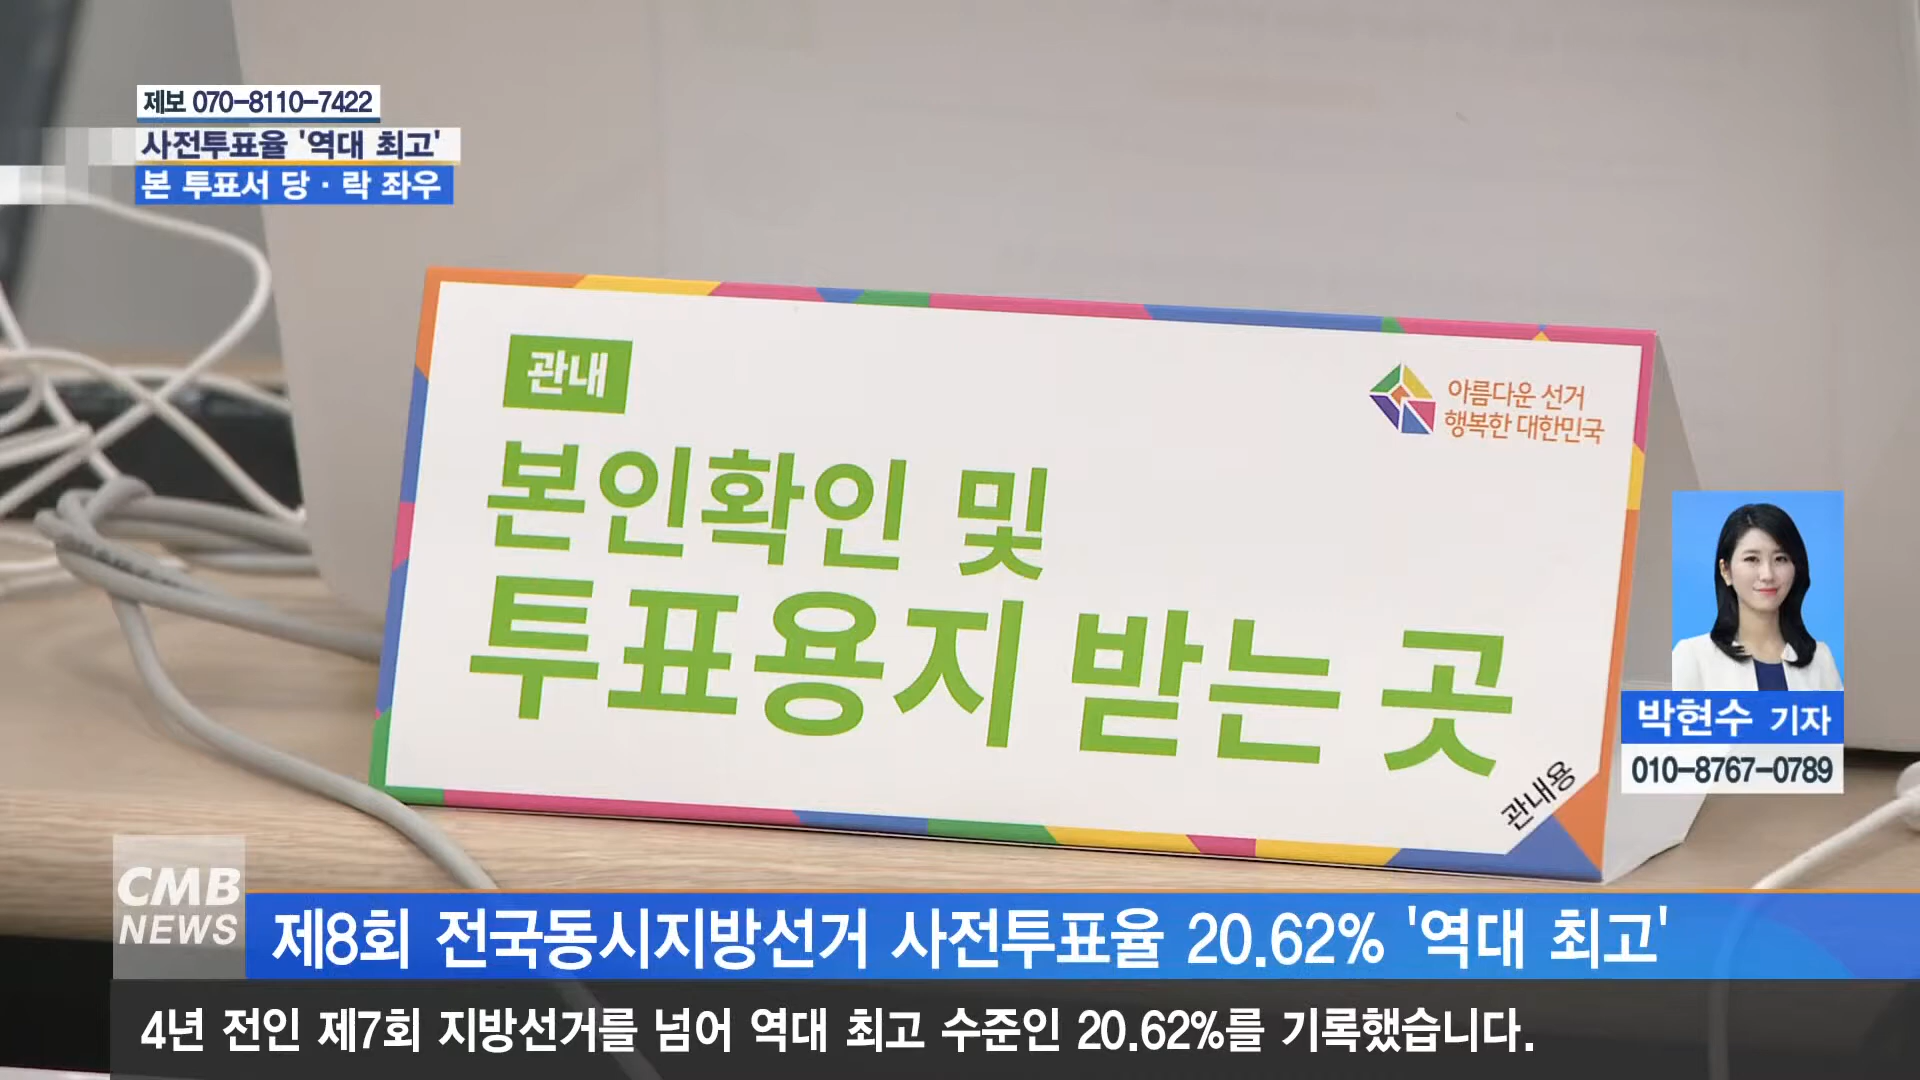 제보 070-8110-7422
사전투표율 '역대 최고'
본 투표서 당·락 좌우
관내
아름다운 선거
행복한 대한민국
본인확인 및
투표용지 받는 곳
관내용
박현수 기자
010-8767-0789
CMB
NEWS
제8회 전국동시지방선거 사전투표율 20.62% '역대 최고'
4년 전인 제7회 지방선거를 넘어 역대 최고 수준인 20.62%를 기록했습니다.